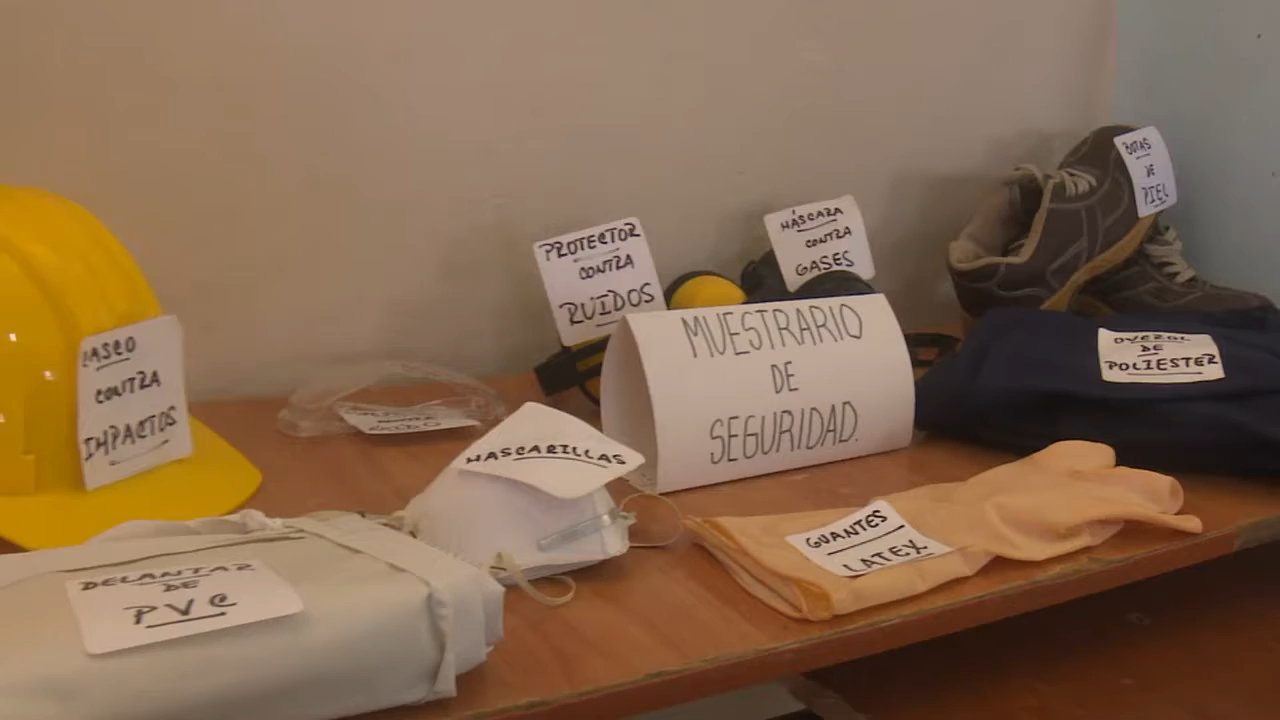 CASCO
CONTRA
IMPACTOS
DELANTAR
DE
PVC
MASCARILLAS
PROTECTOR
CONTRA
RUIDOS
MÁSCARA
CONTRA
GASES
MUESTRARIO
DE
SEGURIDAD.
GUANTES
LATEX.
OVEROL
DE
POLIESTER
BOTAS
DE
PIEL